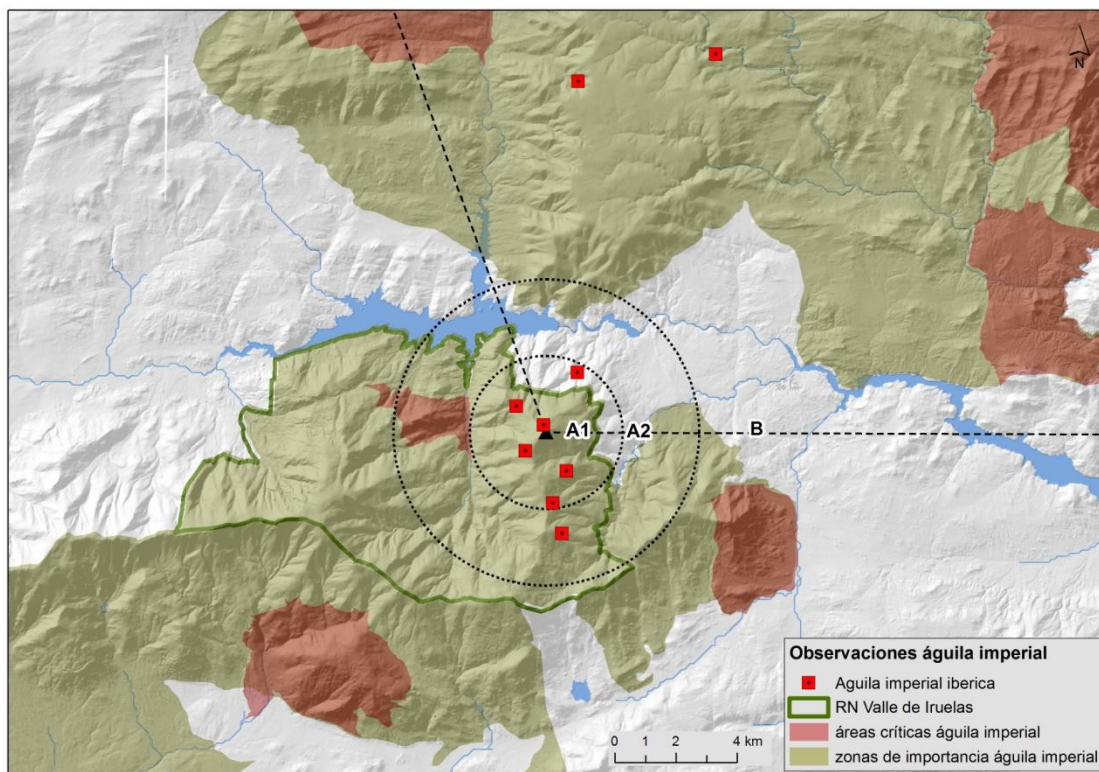 N
A1 A2 B
Observaciones águila imperial
Aguila imperial iberica
RN Valle de Iruelas
áreas críticas águila imperial
zonas de importancia águila imperial
0 1 2 4 km